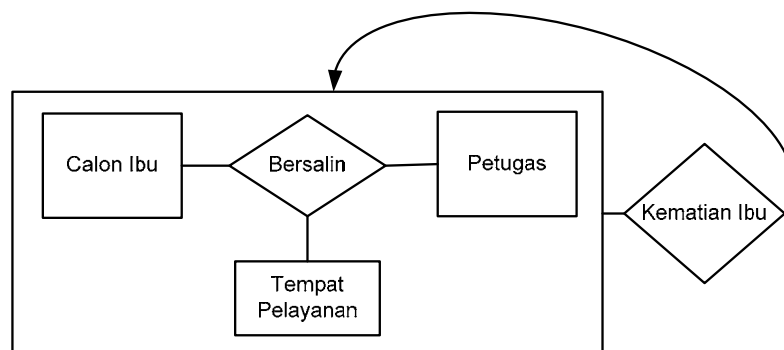 Calon Ibu
Bersalin
Petugas
Kematian Ibu
Tempat
Pelayanan